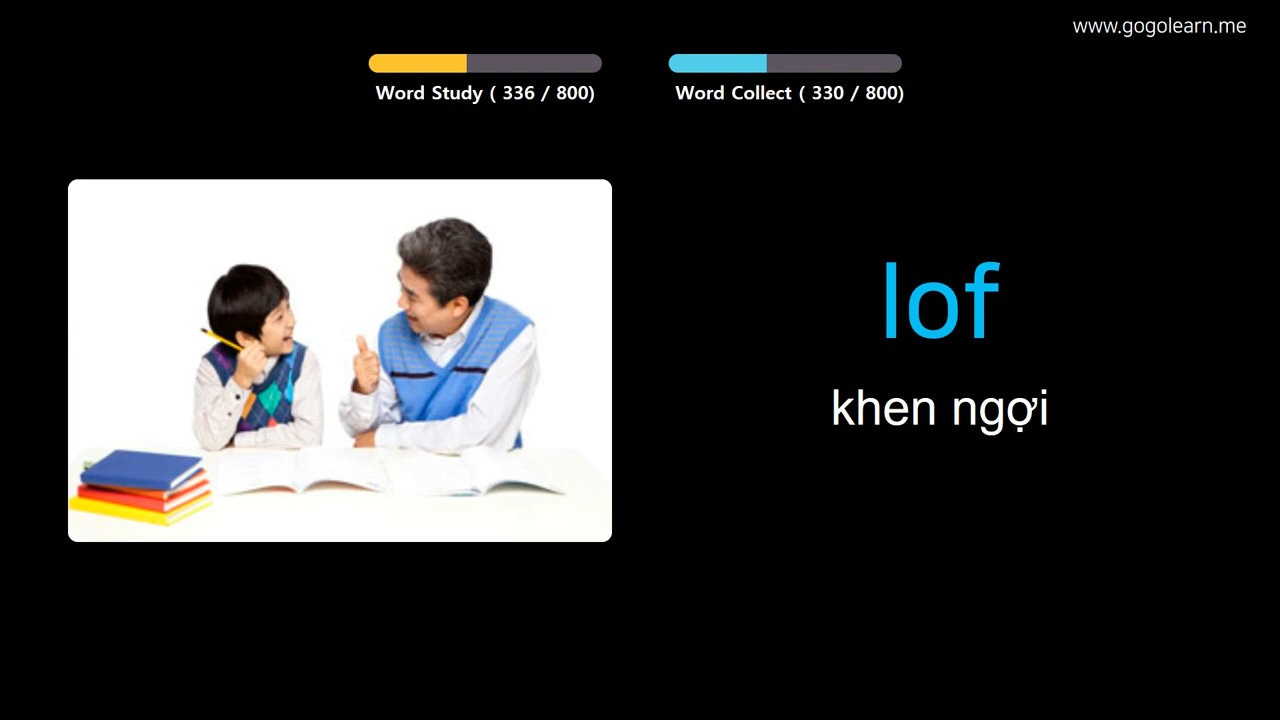 www.gogolearn.me
Word Study ( 336 / 800)
Word Collect ( 330 / 800)
lof
khen ngợi